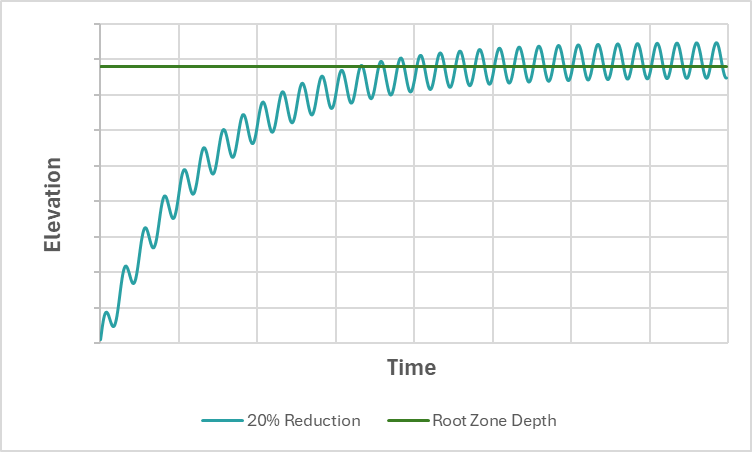 Elevation
Time
20% Reduction
Root Zone Depth